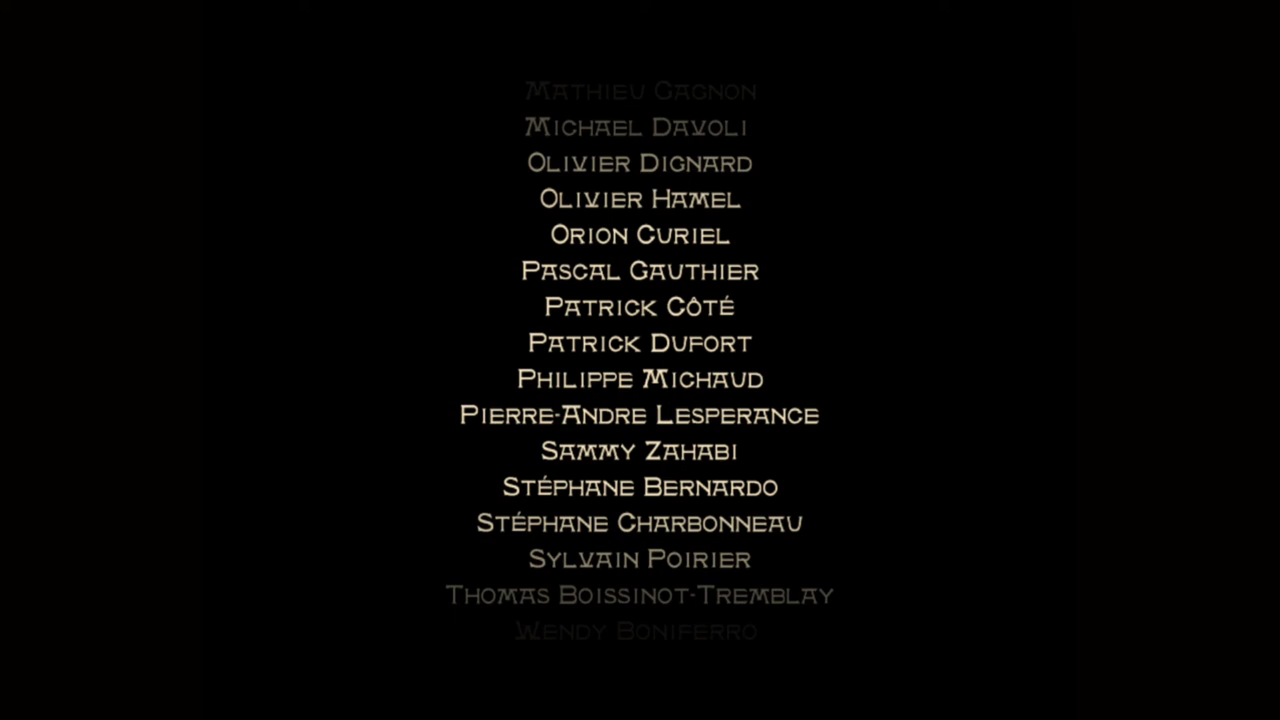 Mathieu Gagnon
Michael Davoli
Olivier Dignard
Olivier Hamel
Orion Curiel
Pascal Gauthier
Patrick Côté
Patrick Dufort
Philippe Michaud
Pierre-Andre Lesperance
Sammy Zahabi
Stéphane Bernardo
Stéphane Charbonneau
Sylvain Poirier
Thomas Boissinot-Tremblay
Wendy Boniferro